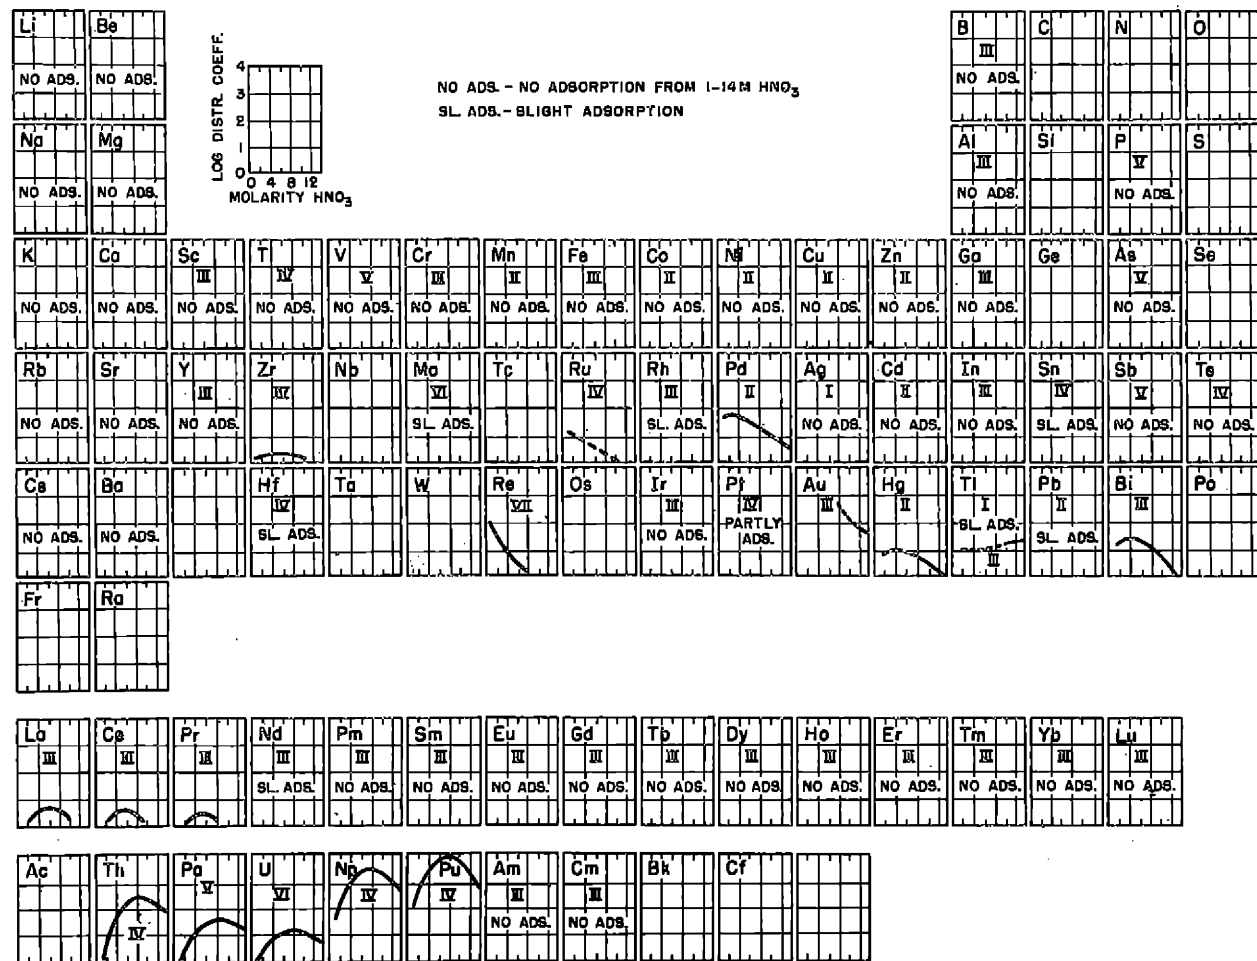 Li Be B C N O
III
NO ADS. NO ADS. NO ADS.
LOG DISTR. COEFF.
4
3
2
1
0
0 4 8 12
MOLARITY HNO3
NO ADS. - NO ADSORPTION FROM 1-14M HNO3
SL. ADS. - SLIGHT ADSORPTION
Na Mg Al Si P S
III V
NO ADS. NO ADS. NO ADS. NO ADS.
K Ca Sc T V Cr Mn Fe Co Ni Cu Zn Ga Ge As Se
III IV V III II III II II II II III V
NO ADS. NO ADS. NO ADS. NO ADS. NO ADS. NO ADS. NO ADS. NO ADS. NO ADS. NO ADS. NO ADS. NO ADS. NO ADS. NO ADS.
Rb Sr Y Zr Nb Mo Tc Ru Rh Pd Ag Cd In Sn Sb Te
III IV VI IV III II I II III IV V IV
NO ADS. NO ADS. NO ADS. SL. ADS. SL. ADS. NO ADS. NO ADS. NO ADS. SL. ADS. NO ADS. NO ADS.
Cs Ba Hf Ta W Re Os Ir Pt Au Hg Tl Pb Bi Po
IV VII III IV III II I II III
NO ADS. NO ADS. SL. ADS. NO ADS. PARTLY ADS. SL. ADS. SL. ADS.
III
Fr Ra
La Ce Pr Nd Pm Sm Eu Gd Tb Dy Ho Er Tm Yb Lu
III III III III III III III III III III III III III III III
SL. ADS. NO ADS. NO ADS. NO ADS. NO ADS. NO ADS. NO ADS. NO ADS. NO ADS. NO ADS. NO ADS. NO ADS.
Ac Th Pa U Np Pu Am Cm Bk Cf
IV V VI IV IV III III
NO ADS. NO ADS.